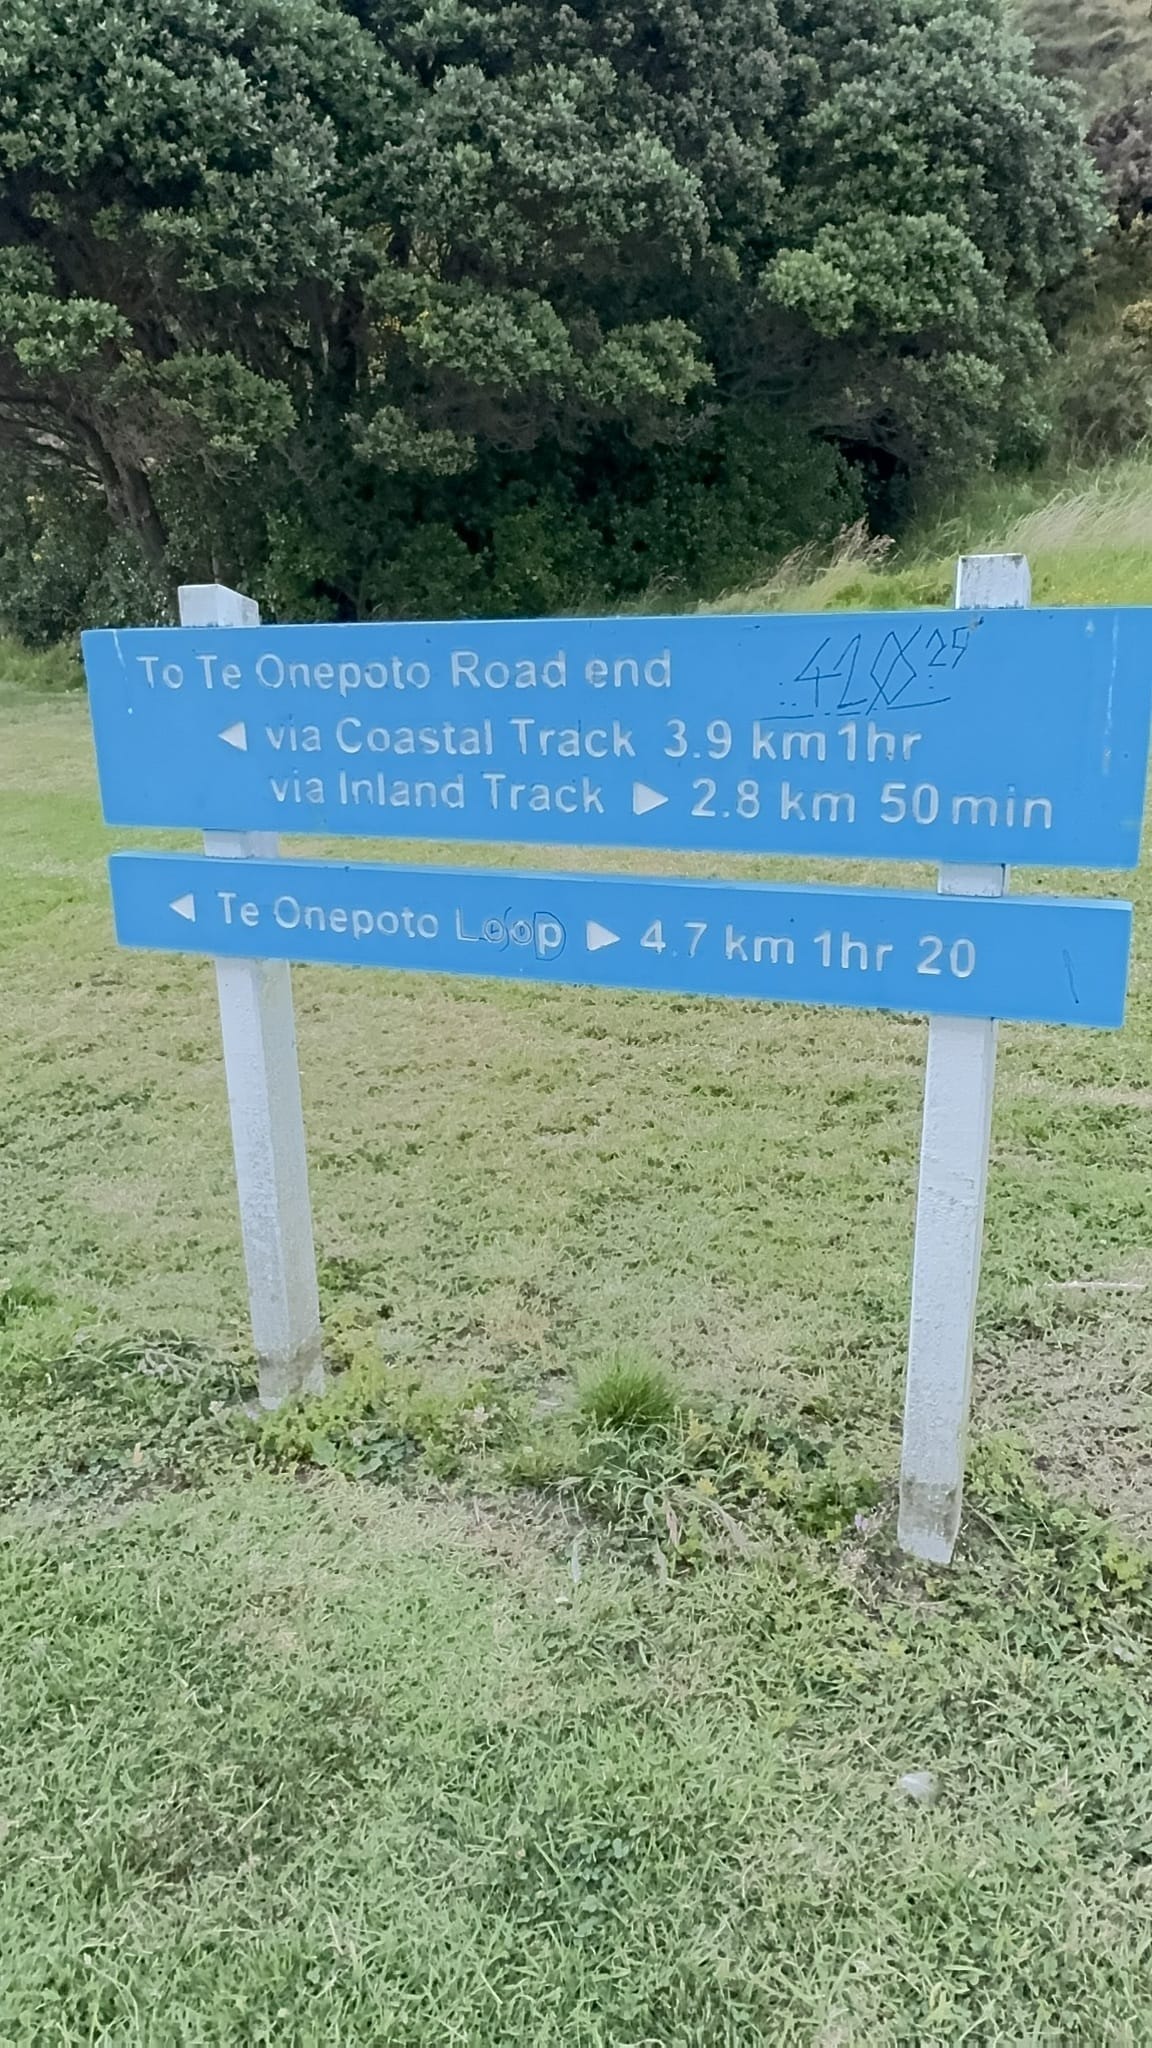 To Te Onepoto Road end
◀ via Coastal Track 3.9 km 1hr
via Inland Track ▶ 2.8 km 50 min
◀ Te Onepoto Loop ▶ 4.7 km 1hr 20